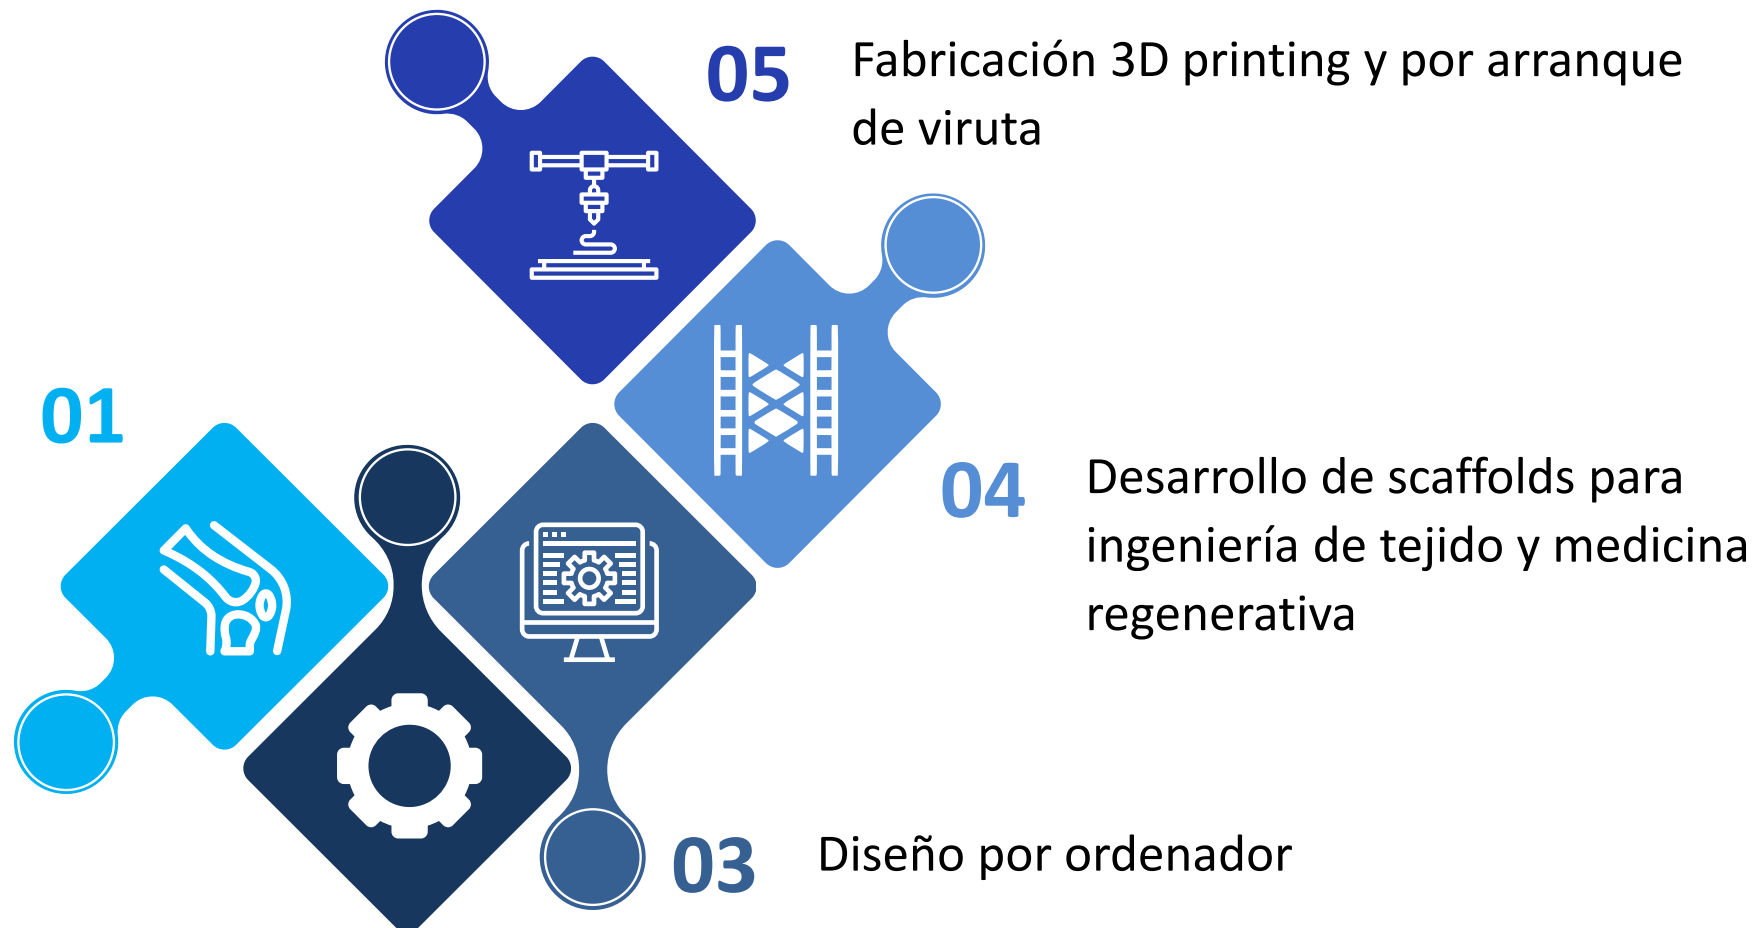 05
Fabricación 3D printing y por arranque
de viruta
01
04
Desarrollo de scaffolds para
ingeniería de tejido y medicina
regenerativa
03
Diseño por ordenador